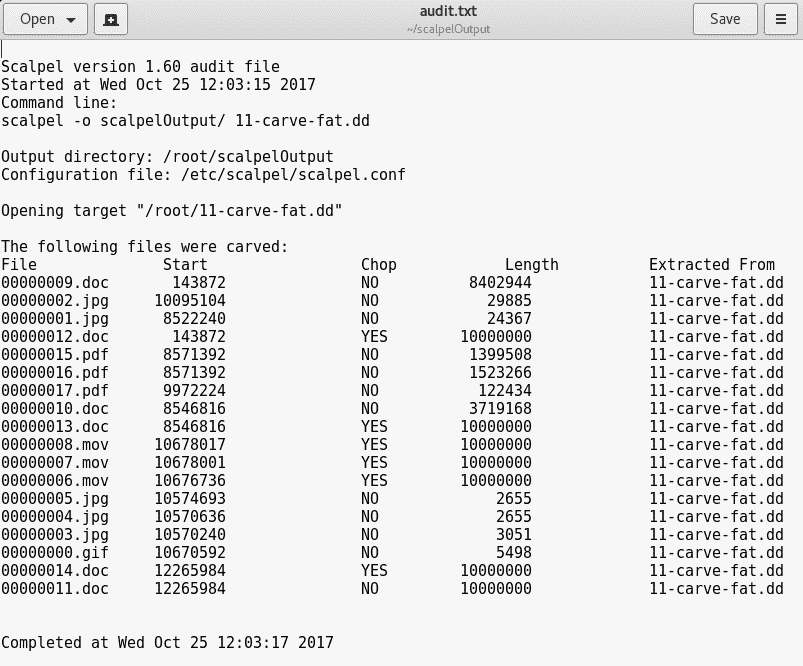 Open
audit.txt
~/scalpelOutput
Save
Scalpel version 1.60 audit file
Started at Wed Oct 25 12:03:15 2017
Command line:
scalpel -o scalpelOutput/ 11-carve-fat.dd
Output directory: /root/scalpelOutput
Configuration file: /etc/scalpel/scalpel.conf
Opening target "/root/11-carve-fat.dd"
The following files were carved:
File Start Chop Length Extracted From
00000009.doc 143872 NO 8402944 11-carve-fat.dd
00000002.jpg 10095104 NO 29885 11-carve-fat.dd
00000001.jpg 8522240 NO 24367 11-carve-fat.dd
00000012.doc 143872 YES 10000000 11-carve-fat.dd
00000015.pdf 8571392 NO 1399508 11-carve-fat.dd
00000016.pdf 8571392 NO 1523266 11-carve-fat.dd
00000017.pdf 9972224 NO 122434 11-carve-fat.dd
00000010.doc 8546816 NO 3719168 11-carve-fat.dd
00000013.doc 8546816 YES 10000000 11-carve-fat.dd
00000008.mov 10678017 YES 10000000 11-carve-fat.dd
00000007.mov 10678001 YES 10000000 11-carve-fat.dd
00000006.mov 10676736 YES 10000000 11-carve-fat.dd
00000005.jpg 10574693 NO 2655 11-carve-fat.dd
00000004.jpg 10570636 NO 2655 11-carve-fat.dd
00000003.jpg 10570240 NO 3051 11-carve-fat.dd
00000000.gif 10670592 NO 5498 11-carve-fat.dd
00000014.doc 12265984 YES 10000000 11-carve-fat.dd
00000011.doc 12265984 NO 10000000 11-carve-fat.dd
Completed at Wed Oct 25 12:03:17 2017